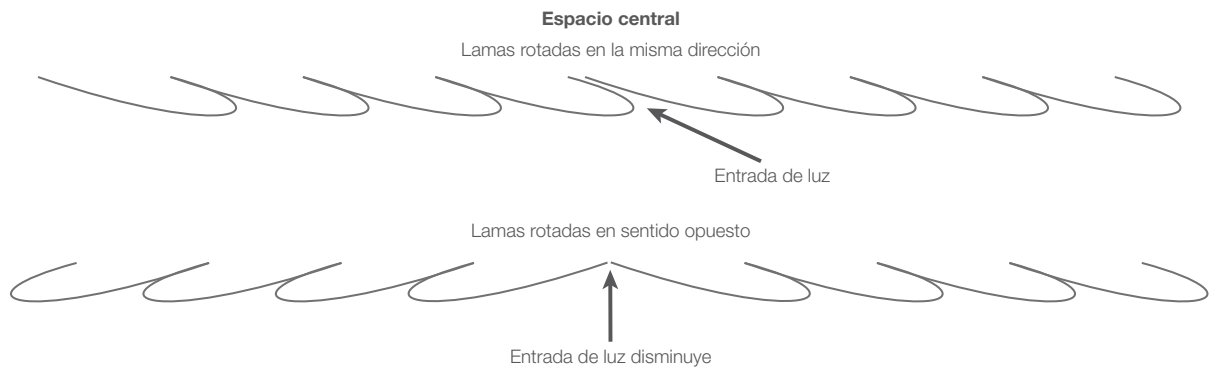 Espacio central
Lamas rotadas en la misma dirección
Entrada de luz
Lamas rotadas en sentido opuesto
Entrada de luz disminuye